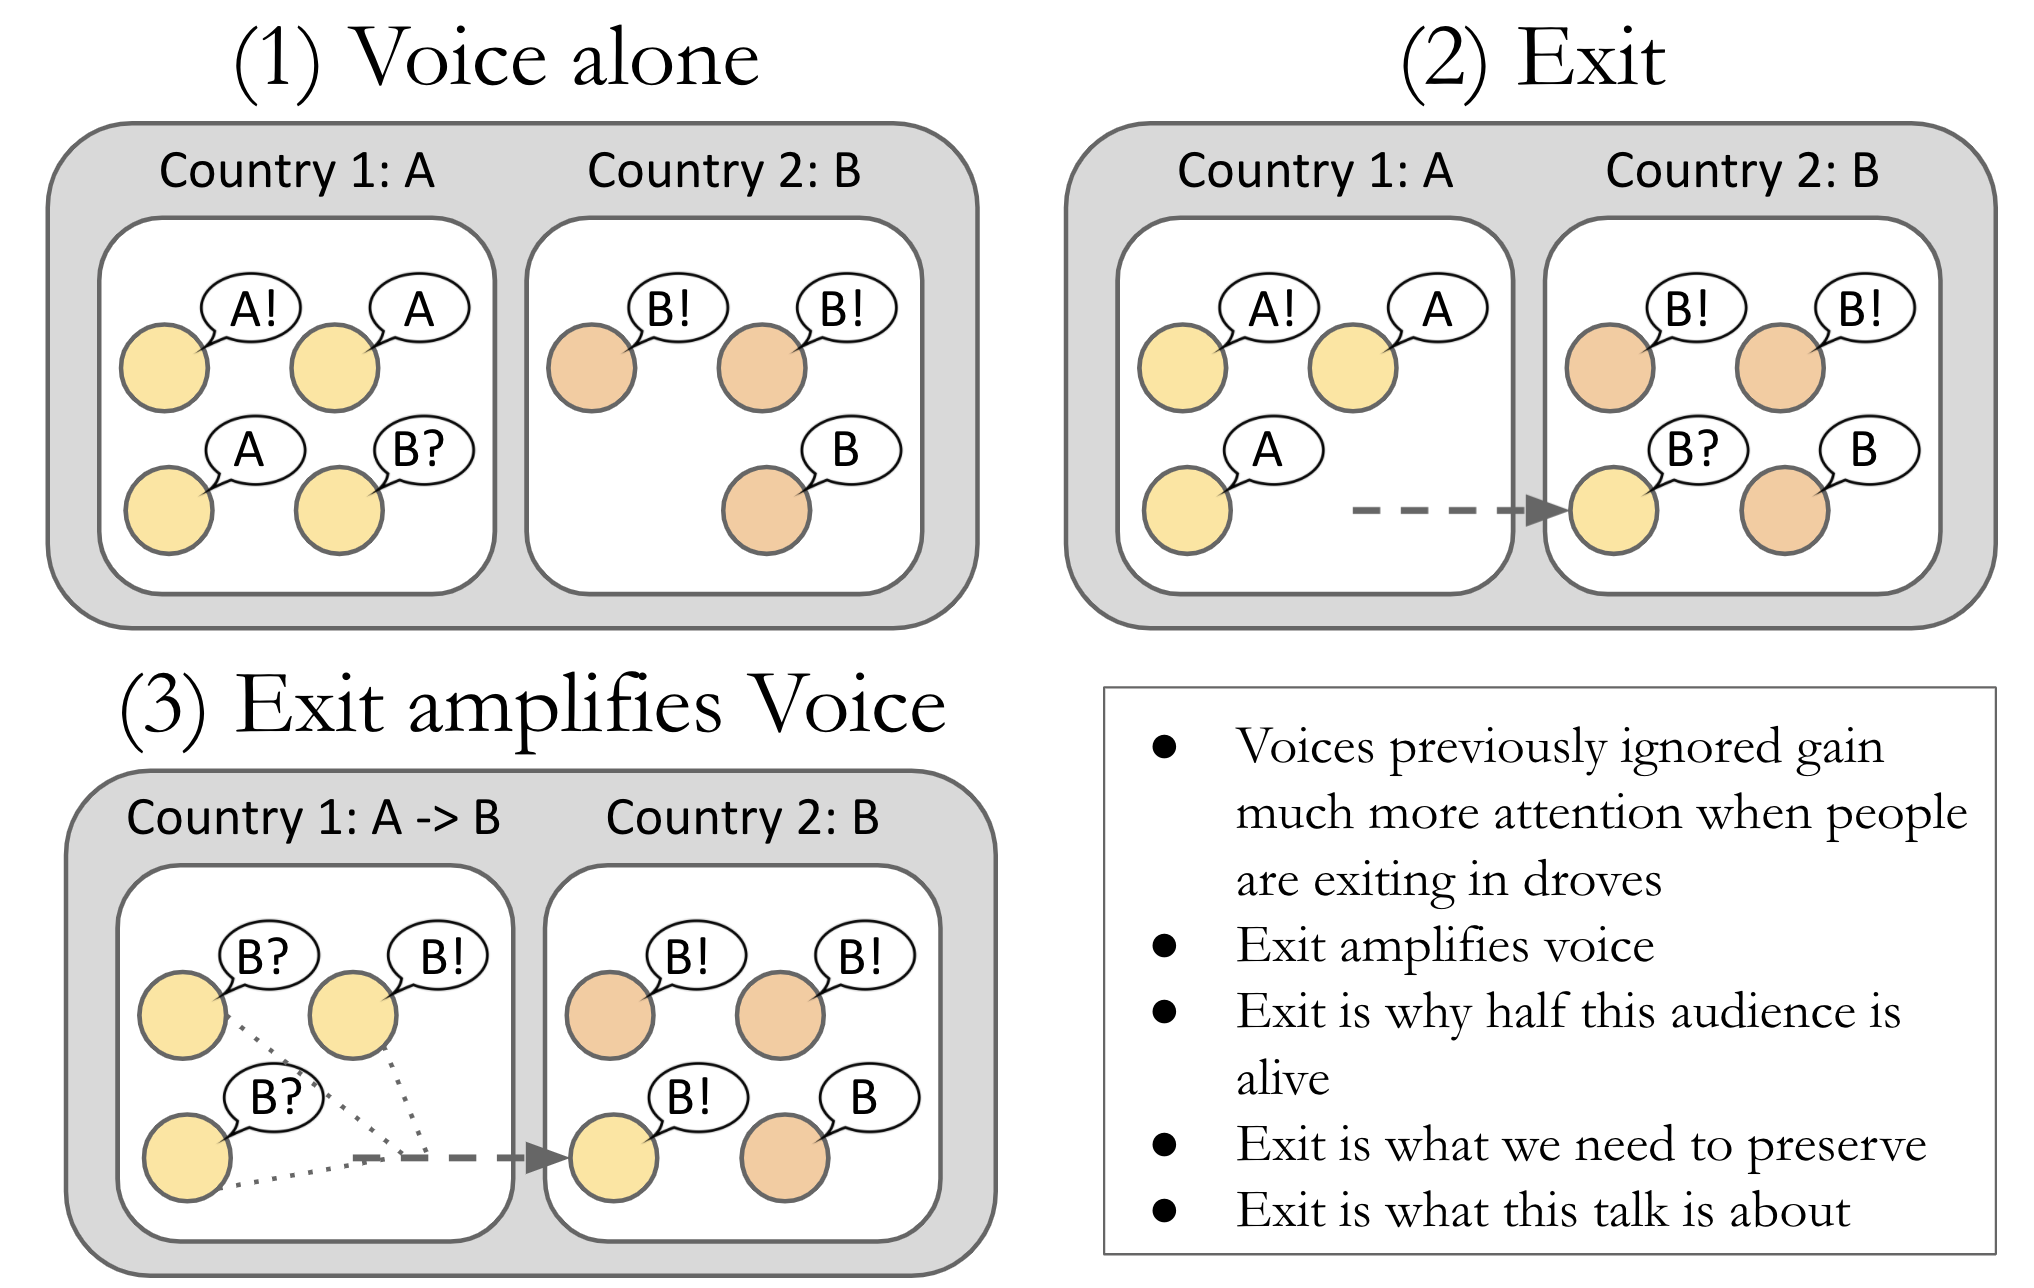 (1) Voice alone
Country 1: A
A!
A
A
B?
Country 2: B
B!
B!
B
(2) Exit
Country 1: A
A!
A
A
Country 2: B
B!
B!
B?
B
(3) Exit amplifies Voice
Country 1: A -> B
B?
B!
B?
Country 2: B
B!
B!
B!
B
● Voices previously ignored gain
much more attention when people
are exiting in droves
● Exit amplifies voice
● Exit is why half this audience is
alive
● Exit is what we need to preserve
● Exit is what this talk is about